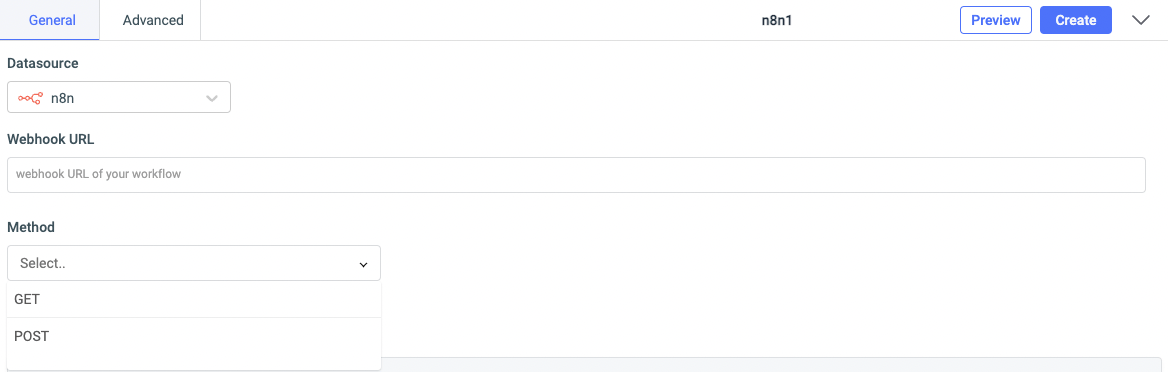 General Advanced n8n1 Preview Create
Datasource
n8n
Webhook URL
webhook URL of your workflow
Method
Select..
GET
POST